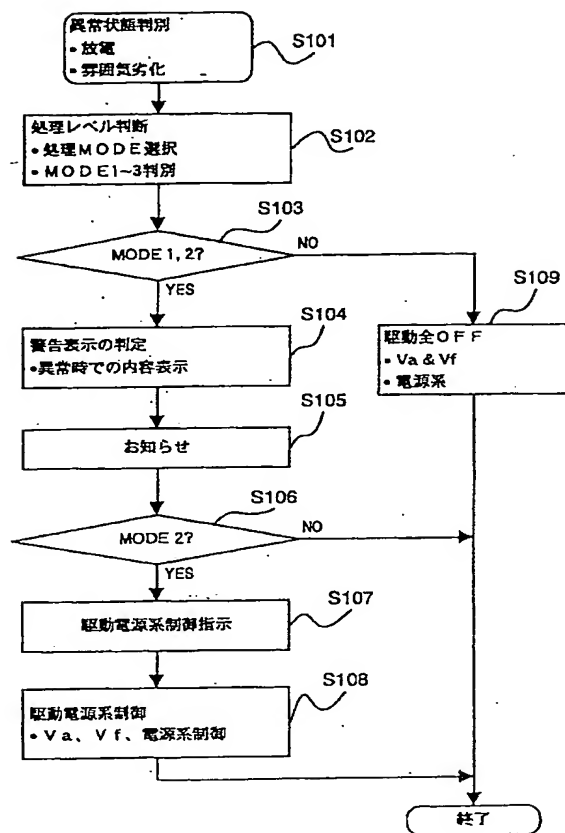 異常状態判別
• 放電
• 雰囲気劣化
S101
処理レベル判断
• 処理MODE選択
• MODE1~3判別
S102
S103
MODE 1, 2?
NO
YES
S104
警告表示の判定
•異常時での内容表示
S109
駆動全OFF
• Va & Vf
• 電源系
S105
お知らせ
S106
MODE 2?
NO
YES
S107
駆動電源系制御指示
S108
駆動電源系制御
• Va、Vf、電源系制御
終了